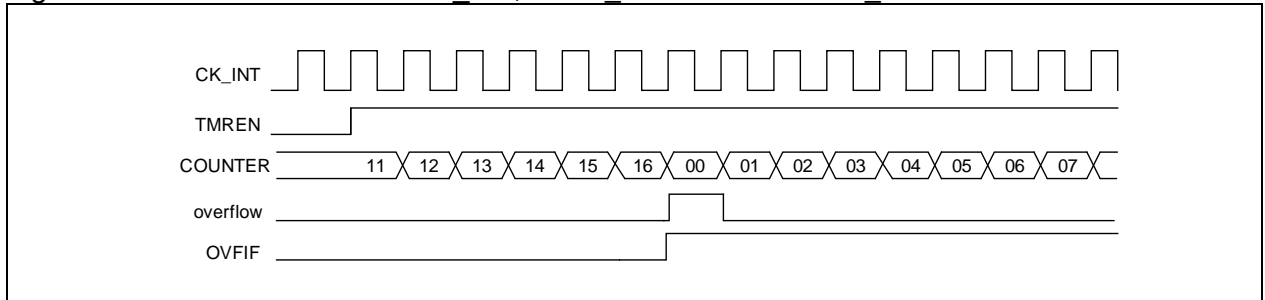 CK_INT
TMREN
COUNTER 11 12 13 14 15 16 00 01 02 03 04 05 06 07
overflow
OVFIF